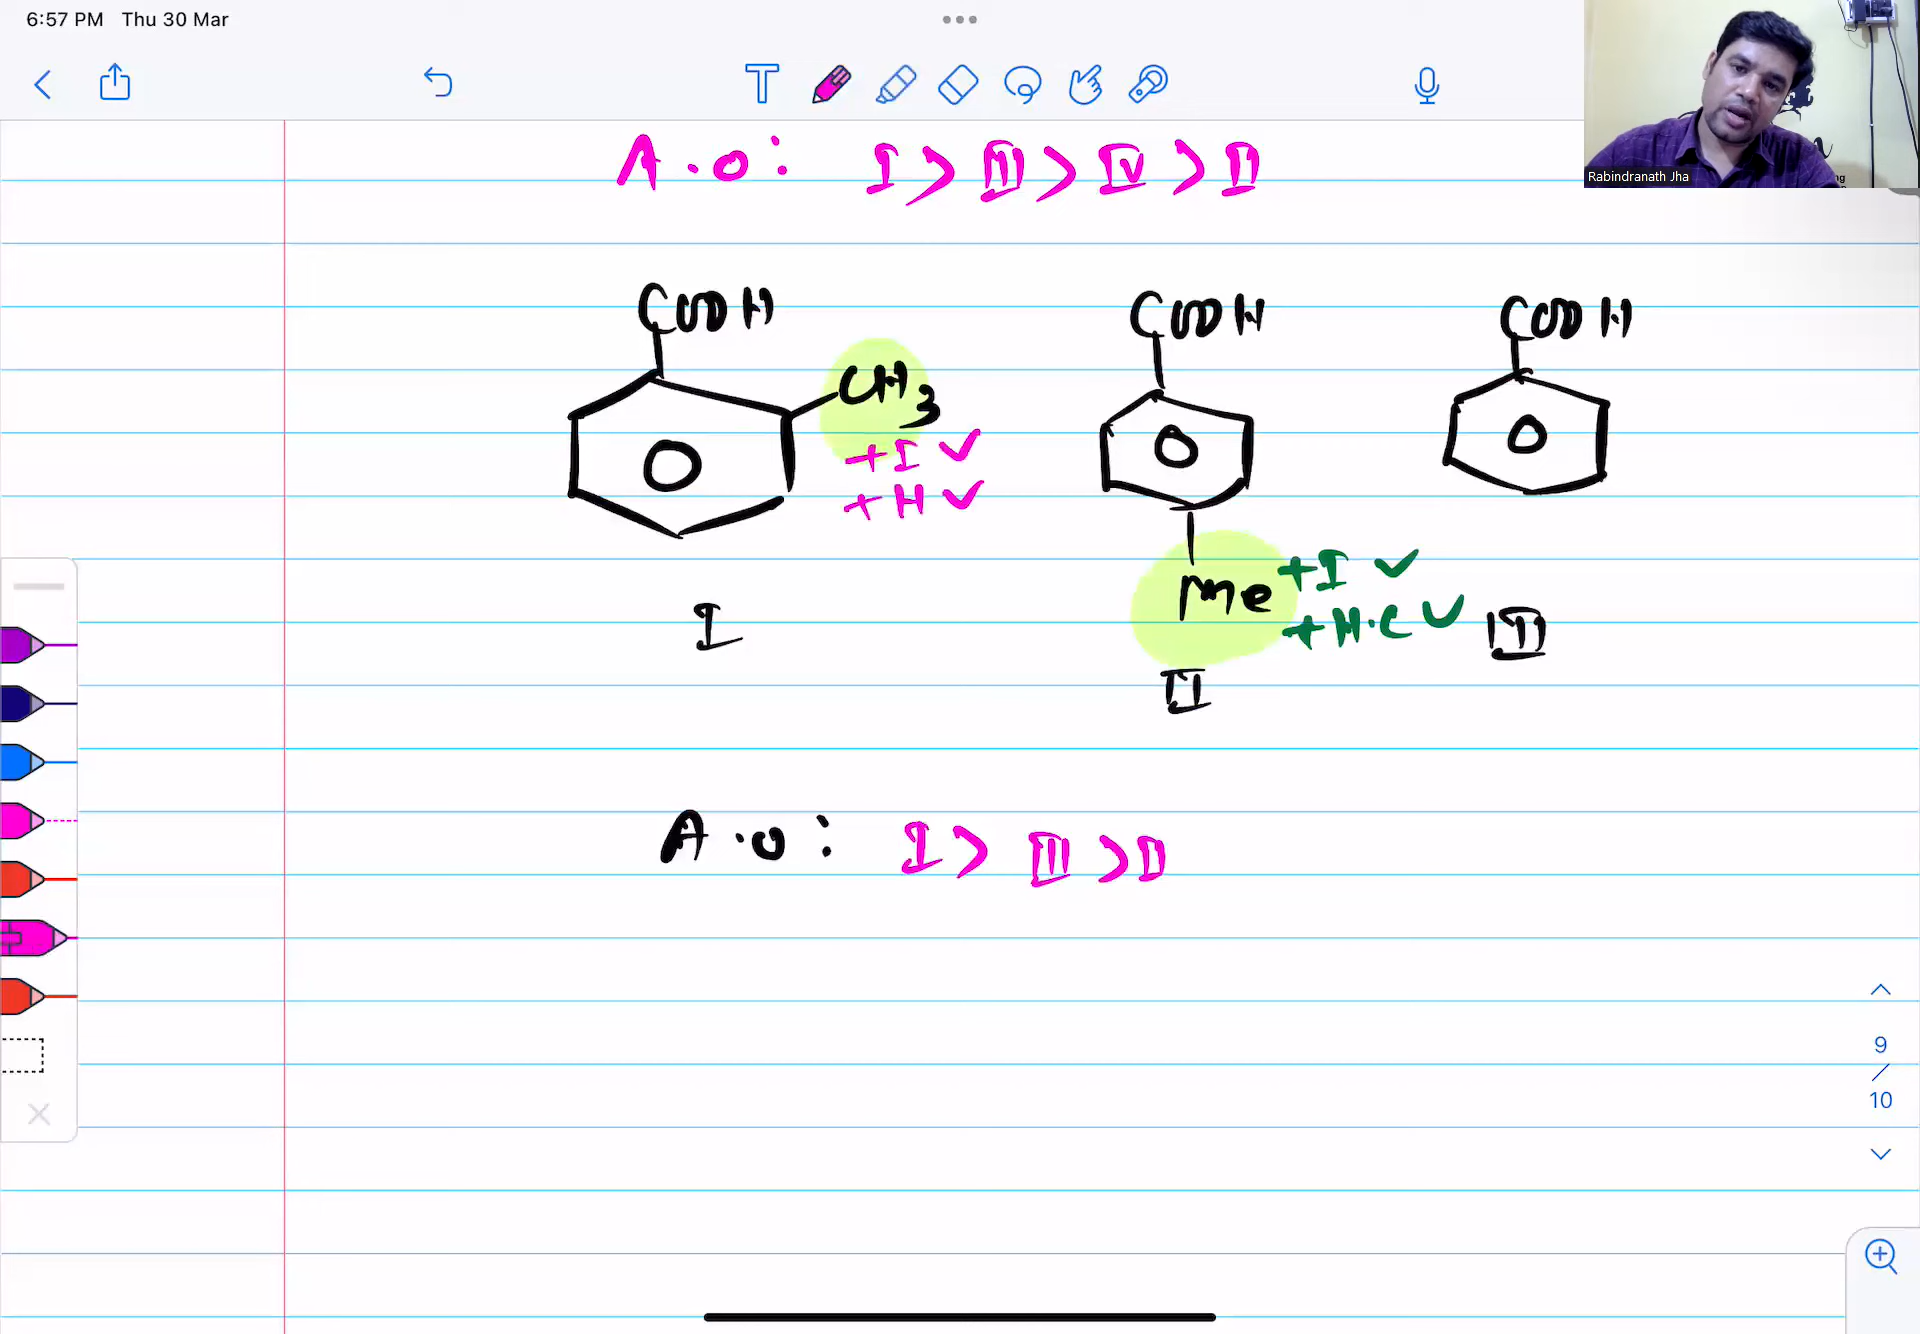 6:57 PM Thu 30 Mar
Rabindranath Jha
A.O: I > III > IV > II
COOH COOH COOH
CH3
+I ✓
+H ✓
Me +I ✓
+H.C ✓
I II III
A.O: I > III > II
9
/
10